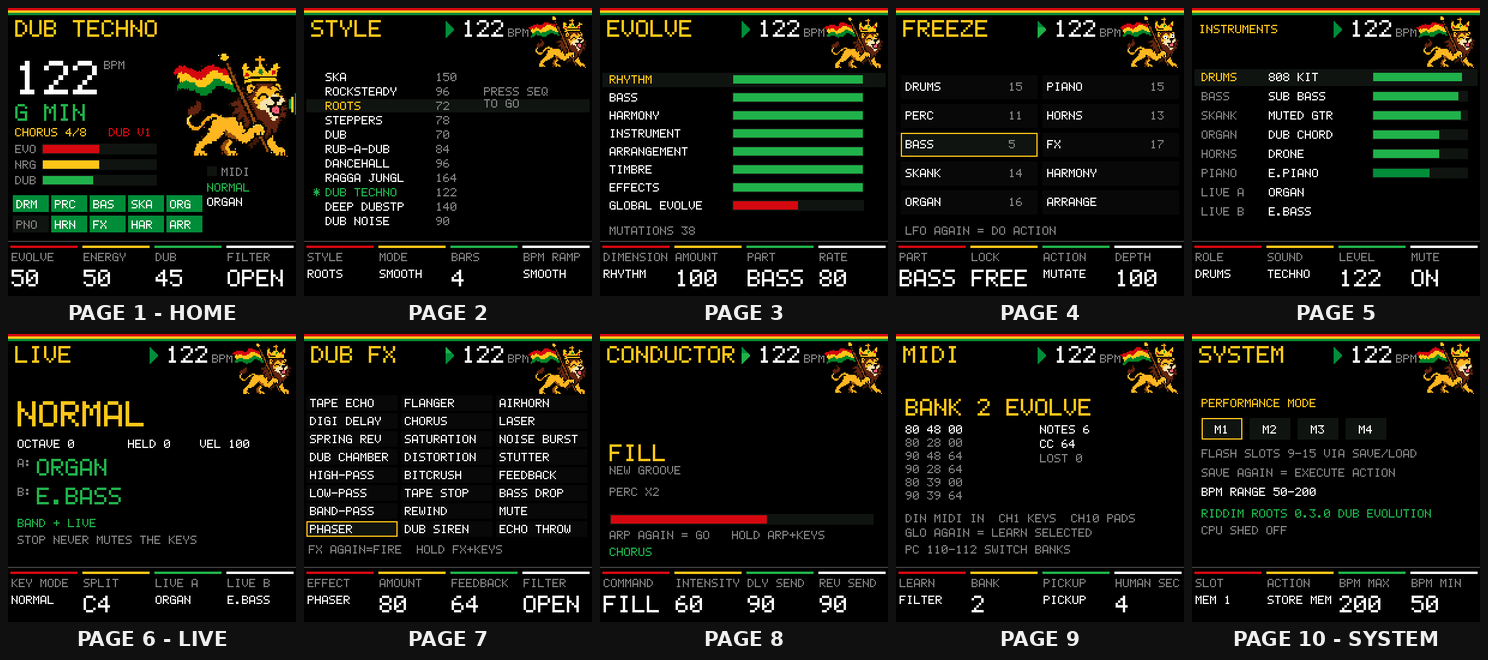 DUB TECHNO
122 BPM
G MIN
CHORUS 4/8 DUB V1
EVO
NRG
DUB
MIDI
NORMAL
ORGAN
DRM PRC BAS SKA ORG
PNO HRN FX HAR ARR
EVOLVE ENERGY DUB FILTER
50 50 45 OPEN
PAGE 1 - HOME
STYLE 122 BPM
SKA 150
ROCKSTEADY 96
ROOTS 72
STEPPERS 78
DUB 70
RUB-A-DUB 84
DANCEHALL 96
RAGGA JUNGL 164
* DUB TECHNO 122
DEEP DUBSTP 140
DUB NOISE 90
PRESS SEQ
TO GO
STYLE MODE BARS BPM RAMP
ROOTS SMOOTH 4 SMOOTH
PAGE 2
EVOLVE 122 BPM
RHYTHM
BASS
HARMONY
INSTRUMENT
ARRANGEMENT
TIMBRE
EFFECTS
GLOBAL EVOLVE
MUTATIONS 38
DIMENSION AMOUNT PART RATE
RHYTHM 100 BASS 80
PAGE 3
FREEZE 122 BPM
DRUMS 15 PIANO 15
PERC 11 HORNS 13
BASS 5 FX 17
SKANK 14 HARMONY
ORGAN 16 ARRANGE
LFO AGAIN = DO ACTION
PART LOCK ACTION DEPTH
BASS FREE MUTATE 100
PAGE 4
INSTRUMENTS 122 BPM
DRUMS 808 KIT
BASS SUB BASS
SKANK MUTED GTR
ORGAN DUB CHORD
HORNS DRONE
PIANO E.PIANO
LIVE A ORGAN
LIVE B E.BASS
ROLE SOUND LEVEL MUTE
DRUMS TECHNO 122 ON
PAGE 5
LIVE 122 BPM
NORMAL
OCTAVE 0 HELD 0 VEL 100
A: ORGAN
B: E.BASS
BAND + LIVE
STOP NEVER MUTES THE KEYS
KEY MODE SPLIT LIVE A LIVE B
NORMAL C4 ORGAN E.BASS
PAGE 6 - LIVE
DUB FX 122 BPM
TAPE ECHO FLANGER AIRHORN
DIGI DELAY CHORUS LASER
SPRING REV SATURATION NOISE BURST
DUB CHAMBER DISTORTION STUTTER
HIGH-PASS BITCRUSH FEEDBACK
LOW-PASS TAPE STOP BASS DROP
BAND-PASS REWIND MUTE
PHASER DUB SIREN ECHO THROW
FX AGAIN=FIRE HOLD FX+KEYS
EFFECT AMOUNT FEEDBACK FILTER
PHASER 80 64 OPEN
PAGE 7
CONDUCTOR 122 BPM
FILL
NEW GROOVE
PERC X2
ARP AGAIN = GO HOLD ARP+KEYS
CHORUS
COMMAND INTENSITY DLY SEND REV SEND
FILL 60 90 90
PAGE 8
MIDI 122 BPM
BANK 2 EVOLVE
80 48 00 NOTES 6
80 28 00 CC 64
90 48 64 LOST 0
90 28 64
80 39 00
90 39 64
DIN MIDI IN CH1 KEYS CH10 PADS
GLO AGAIN = LEARN SELECTED
PC 110-112 SWITCH BANKS
LEARN BANK PICKUP HUMAN SEC
FILTER 2 PICKUP 4
PAGE 9
SYSTEM 122 BPM
PERFORMANCE MODE
M1 M2 M3 M4
FLASH SLOTS 9-15 VIA SAVE/LOAD
SAVE AGAIN = EXECUTE ACTION
BPM RANGE 50-200
RIDDIM ROOTS 0.3.0 DUB EVOLUTION
CPU SHED OFF
SLOT ACTION BPM MAX BPM MIN
MEM 1 STORE MEM 200 50
PAGE 10 - SYSTEM